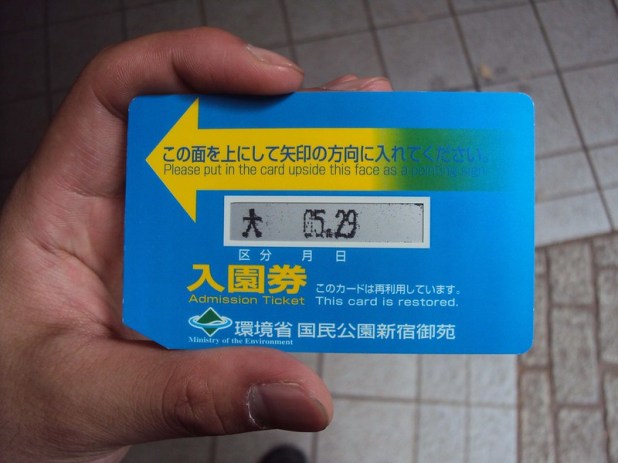 この面を上にして矢印の方向に入れてください。
Please put in the card upside this face as a
大 05.29
区分 月 日
入園券
Admission Ticket
このカードは再利用しています。
This card is restored.
環境省 国民公園新宿御苑
Ministry of the Environment